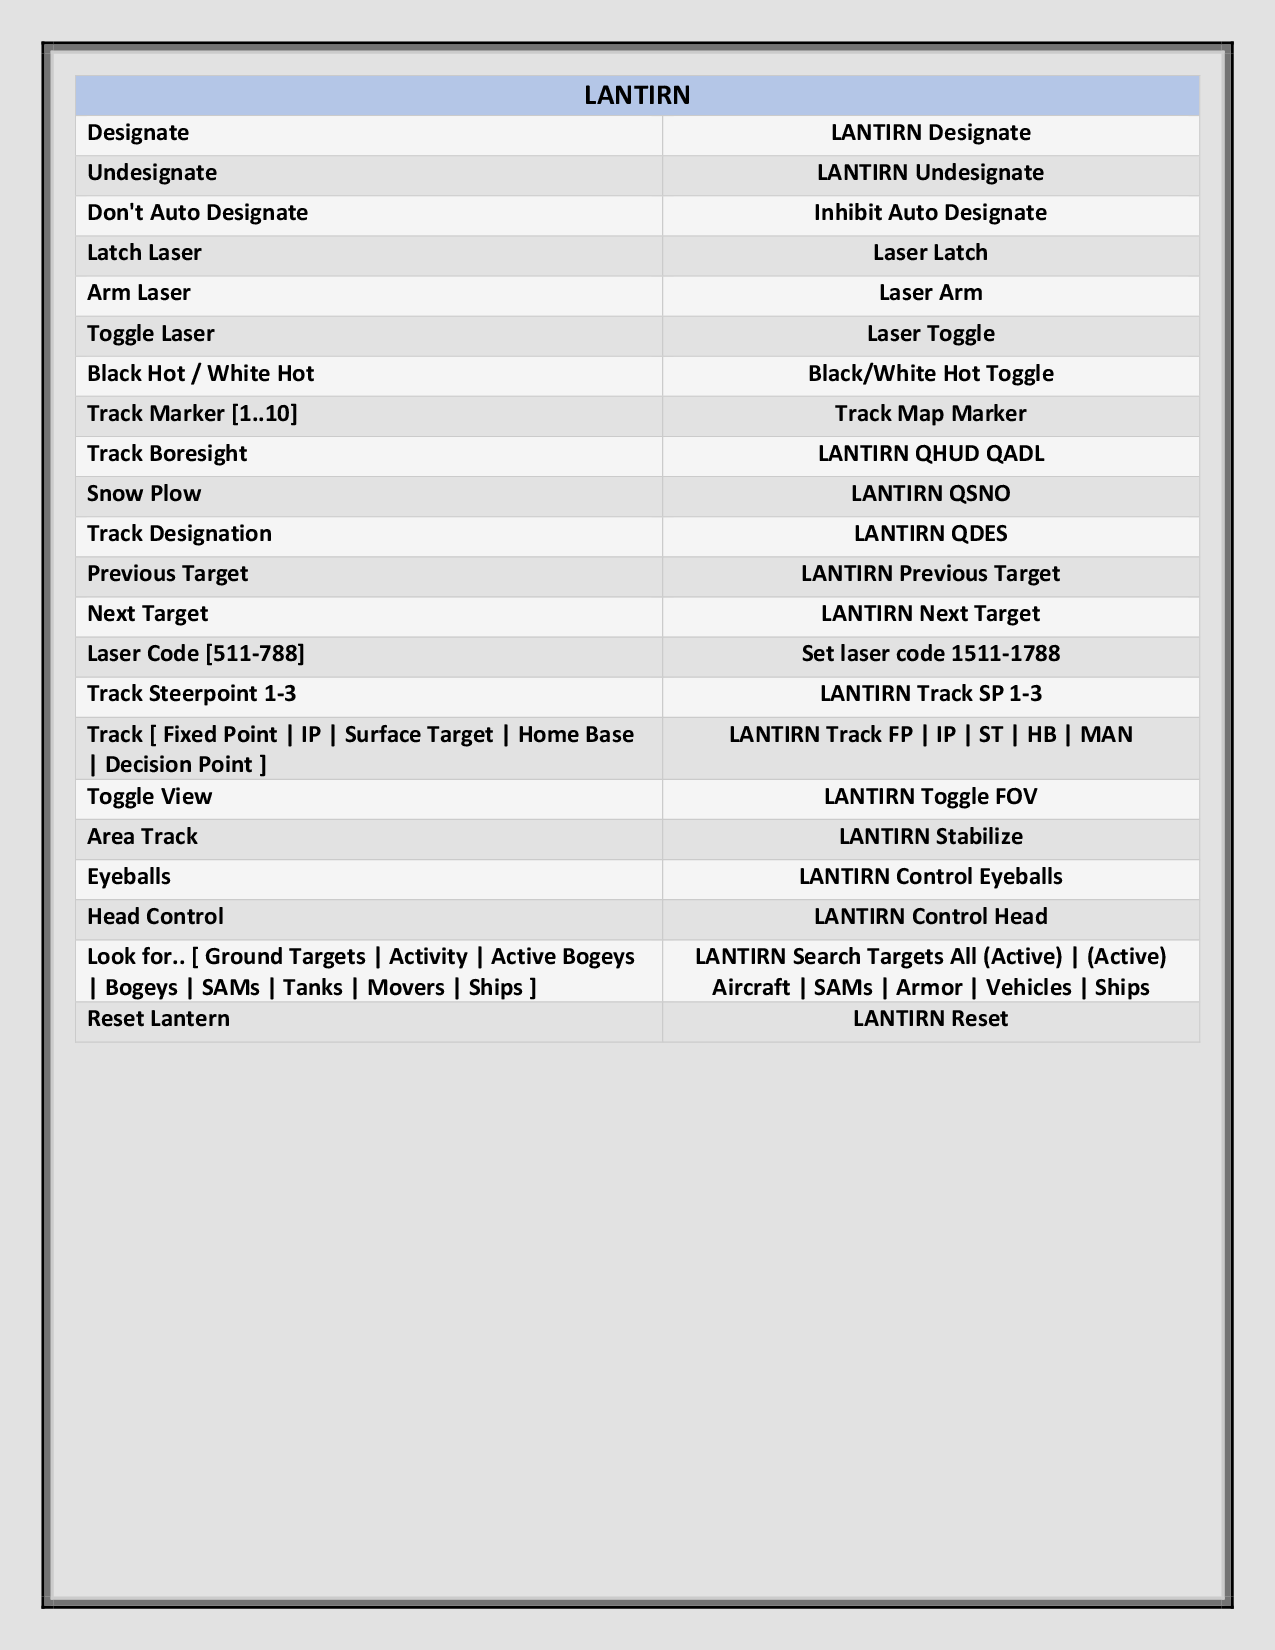 LANTIRN
Designate LANTIRN Designate
Undesignate LANTIRN Undesignate
Don't Auto Designate Inhibit Auto Designate
Latch Laser Laser Latch
Arm Laser Laser Arm
Toggle Laser Laser Toggle
Black Hot / White Hot Black/White Hot Toggle
Track Marker [1..10] Track Map Marker
Track Boresight LANTIRN QHUD QADL
Snow Plow LANTIRN QSNO
Track Designation LANTIRN QDES
Previous Target LANTIRN Previous Target
Next Target LANTIRN Next Target
Laser Code [511-788] Set laser code 1511-1788
Track Steerpoint 1-3 LANTIRN Track SP 1-3
Track [ Fixed Point | IP | Surface Target | Home Base LANTIRN Track FP | IP | ST | HB | MAN
| Decision Point ]
Toggle View LANTIRN Toggle FOV
Area Track LANTIRN Stabilize
Eyeballs LANTIRN Control Eyeballs
Head Control LANTIRN Control Head
Look for.. [ Ground Targets | Activity | Active Bogeys LANTIRN Search Targets All (Active) | (Active)
| Bogeys | SAMs | Tanks | Movers | Ships ] Aircraft | SAMs | Armor | Vehicles | Ships
Reset Lantern LANTIRN Reset